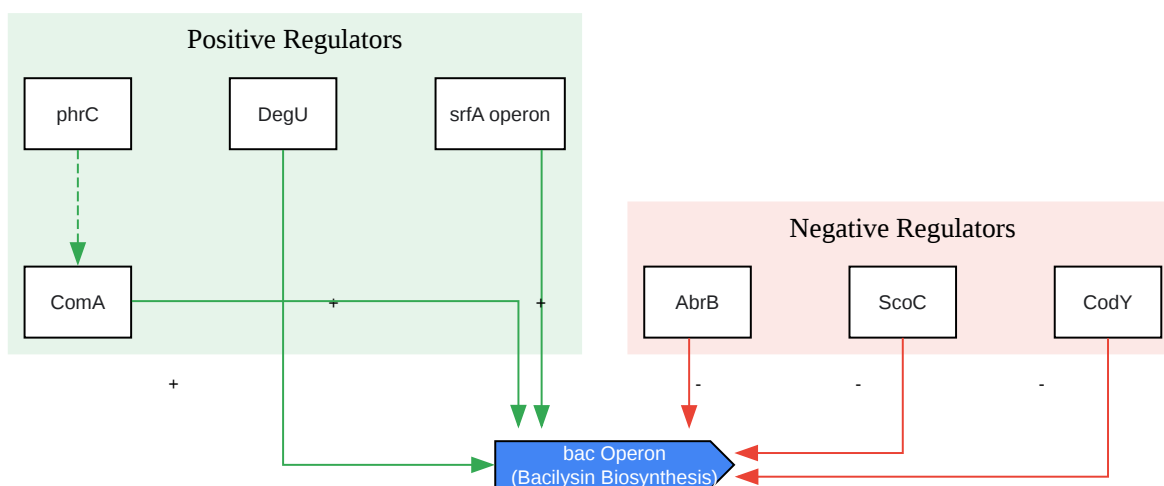 Positive Regulators
phrC
DegU
srfA operon
Negative Regulators
ComA
+
+
AbrB
ScoC
CodY
+
-
-
-
bac Operon
(Bacilysin Biosynthesis)